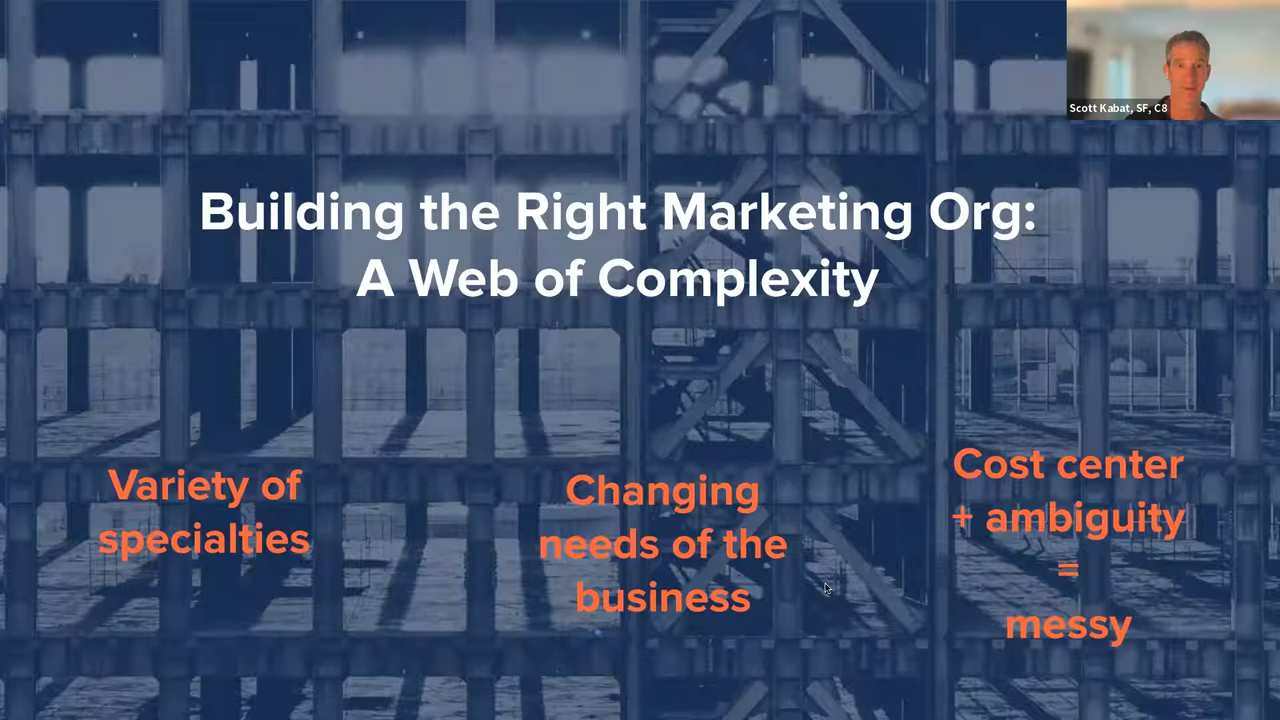 Scott Kabat, SF, C8
Building the Right Marketing Org:
A Web of Complexity
Variety of
specialties
Changing
needs of the
business
Cost center
+ ambiguity
=
messy